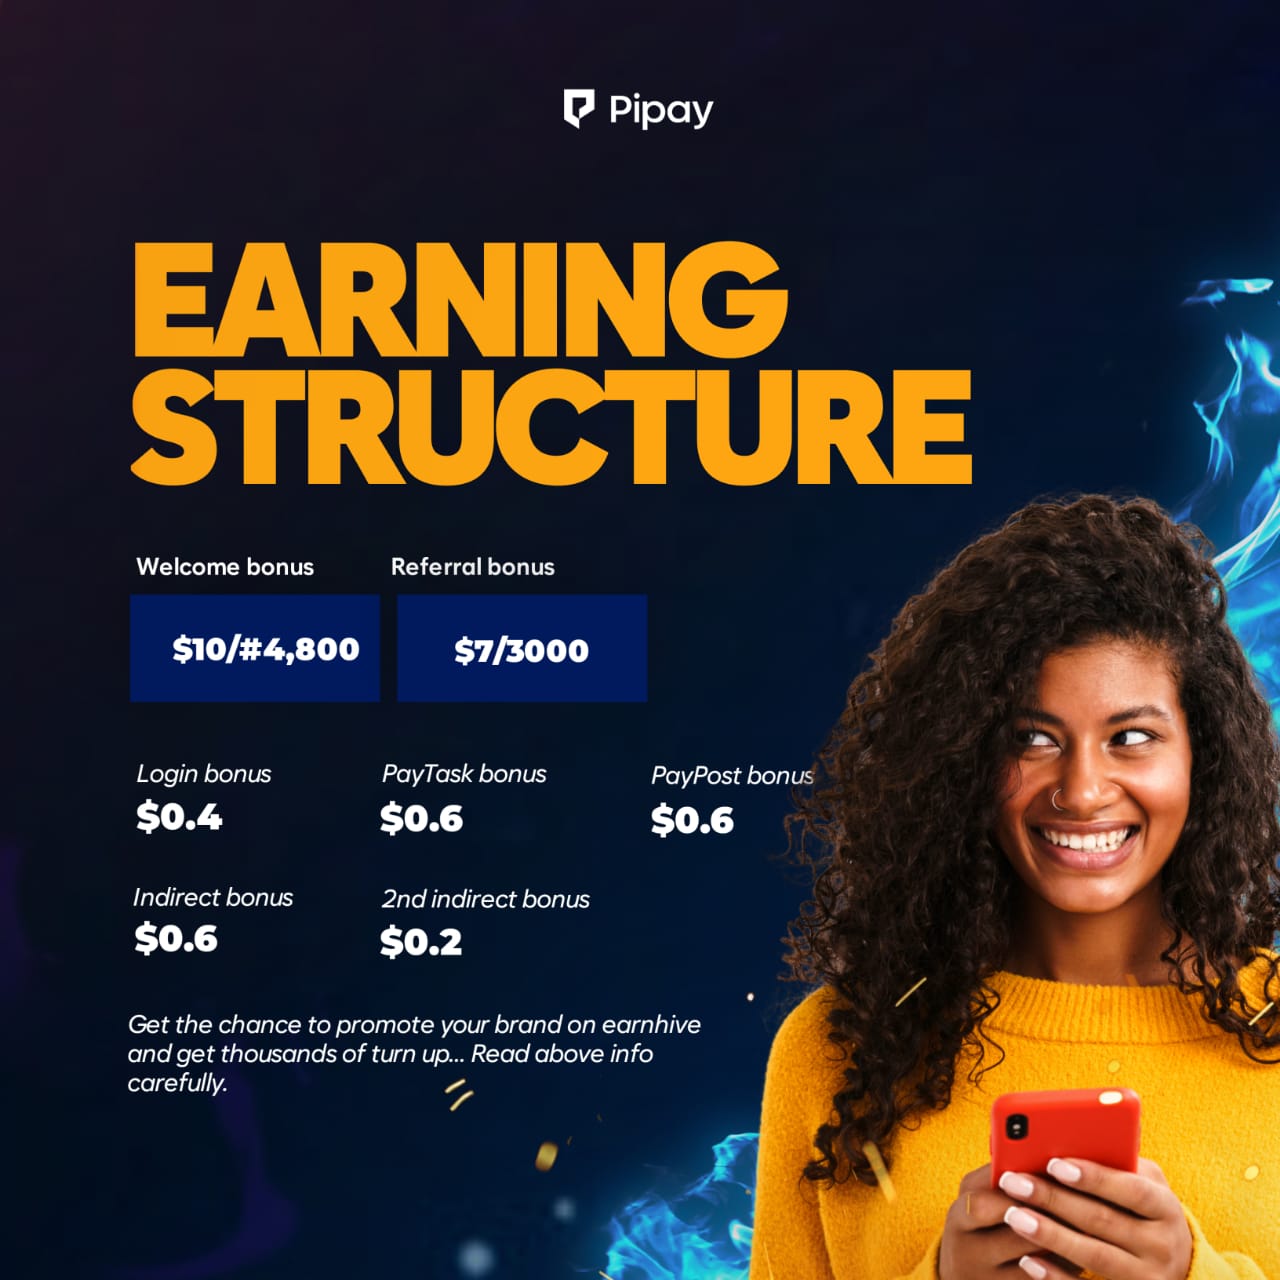 Pipay
EARNING
STRUCTURE
Welcome bonus
Referral bonus
$10/#4,800
$7/3000
Login bonus
PayTask bonus
PayPost bonus
$0.4
$0.6
$0.6
Indirect bonus
2nd indirect bonus
$0.6
$0.2
Get the chance to promote your brand on earnhive
and get thousands of turn up... Read above info
carefully.